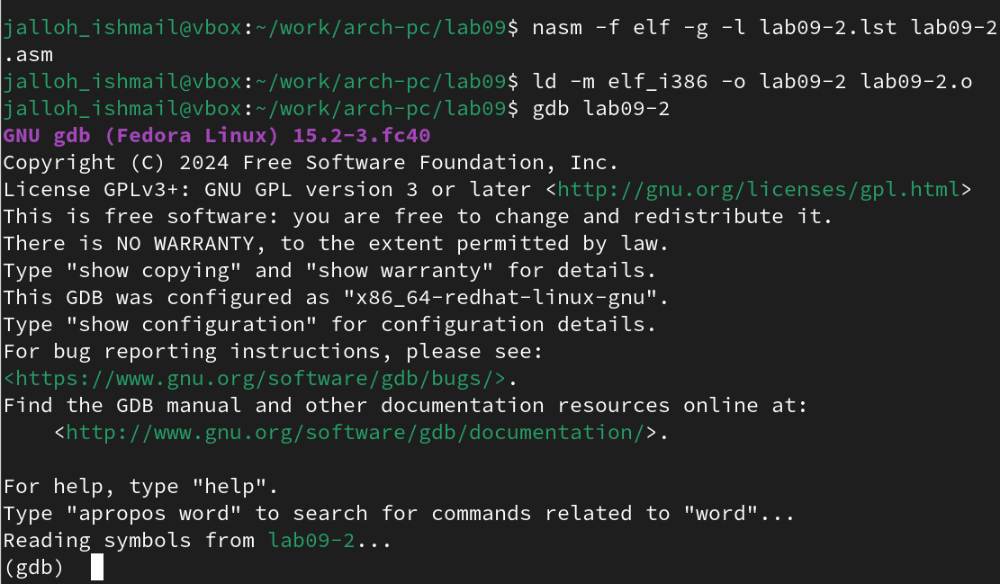 jalloh_ishmail@vbox:~/work/arch-pc/lab09$ nasm -f elf -g -l lab09-2.lst lab09-2
.asm
jalloh_ishmail@vbox:~/work/arch-pc/lab09$ ld -m elf_i386 -o lab09-2 lab09-2.o
jalloh_ishmail@vbox:~/work/arch-pc/lab09$ gdb lab09-2
GNU gdb (Fedora Linux) 15.2-3.fc40
Copyright (C) 2024 Free Software Foundation, Inc.
License GPLv3+: GNU GPL version 3 or later <http://gnu.org/licenses/gpl.html>
This is free software: you are free to change and redistribute it.
There is NO WARRANTY, to the extent permitted by law.
Type "show copying" and "show warranty" for details.
This GDB was configured as "x86_64-redhat-linux-gnu".
Type "show configuration" for configuration details.
For bug reporting instructions, please see:
<https://www.gnu.org/software/gdb/bugs/>.
Find the GDB manual and other documentation resources online at:
    <http://www.gnu.org/software/gdb/documentation/>.

For help, type "help".
Type "apropos word" to search for commands related to "word"...
Reading symbols from lab09-2...
(gdb)